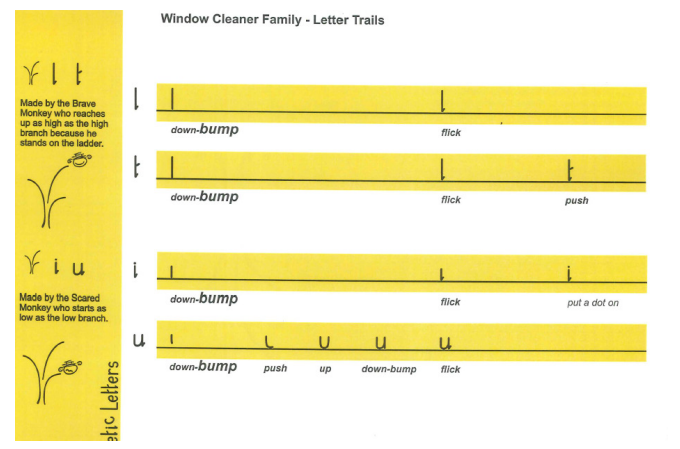 Window Cleaner Family - Letter Trails
l t
Made by the Brave
Monkey who reaches
up as high as the high
branch because he
stands on the ladder.
l l l
down-bump flick
t l l t
down-bump flick push
i u
Made by the Scared
Monkey who starts as
low as the low branch.
i ı ı i
down-bump flick put a dot on
u ı u u u
down-bump push up down-bump flick
etic Letters